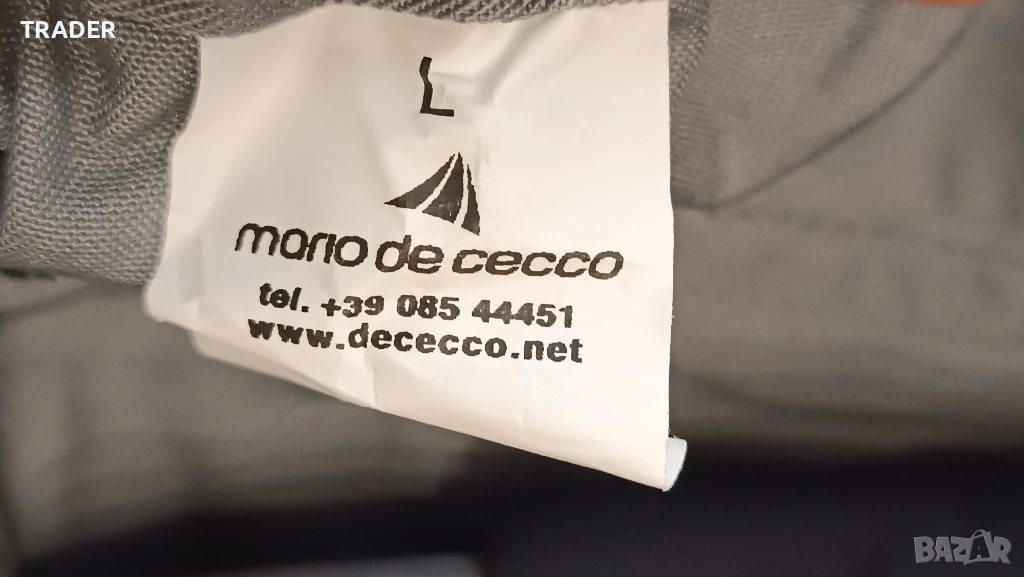 TRADER
L
mario de cecco
tel. +39 085 44451
www.dececco.net
BAZAR